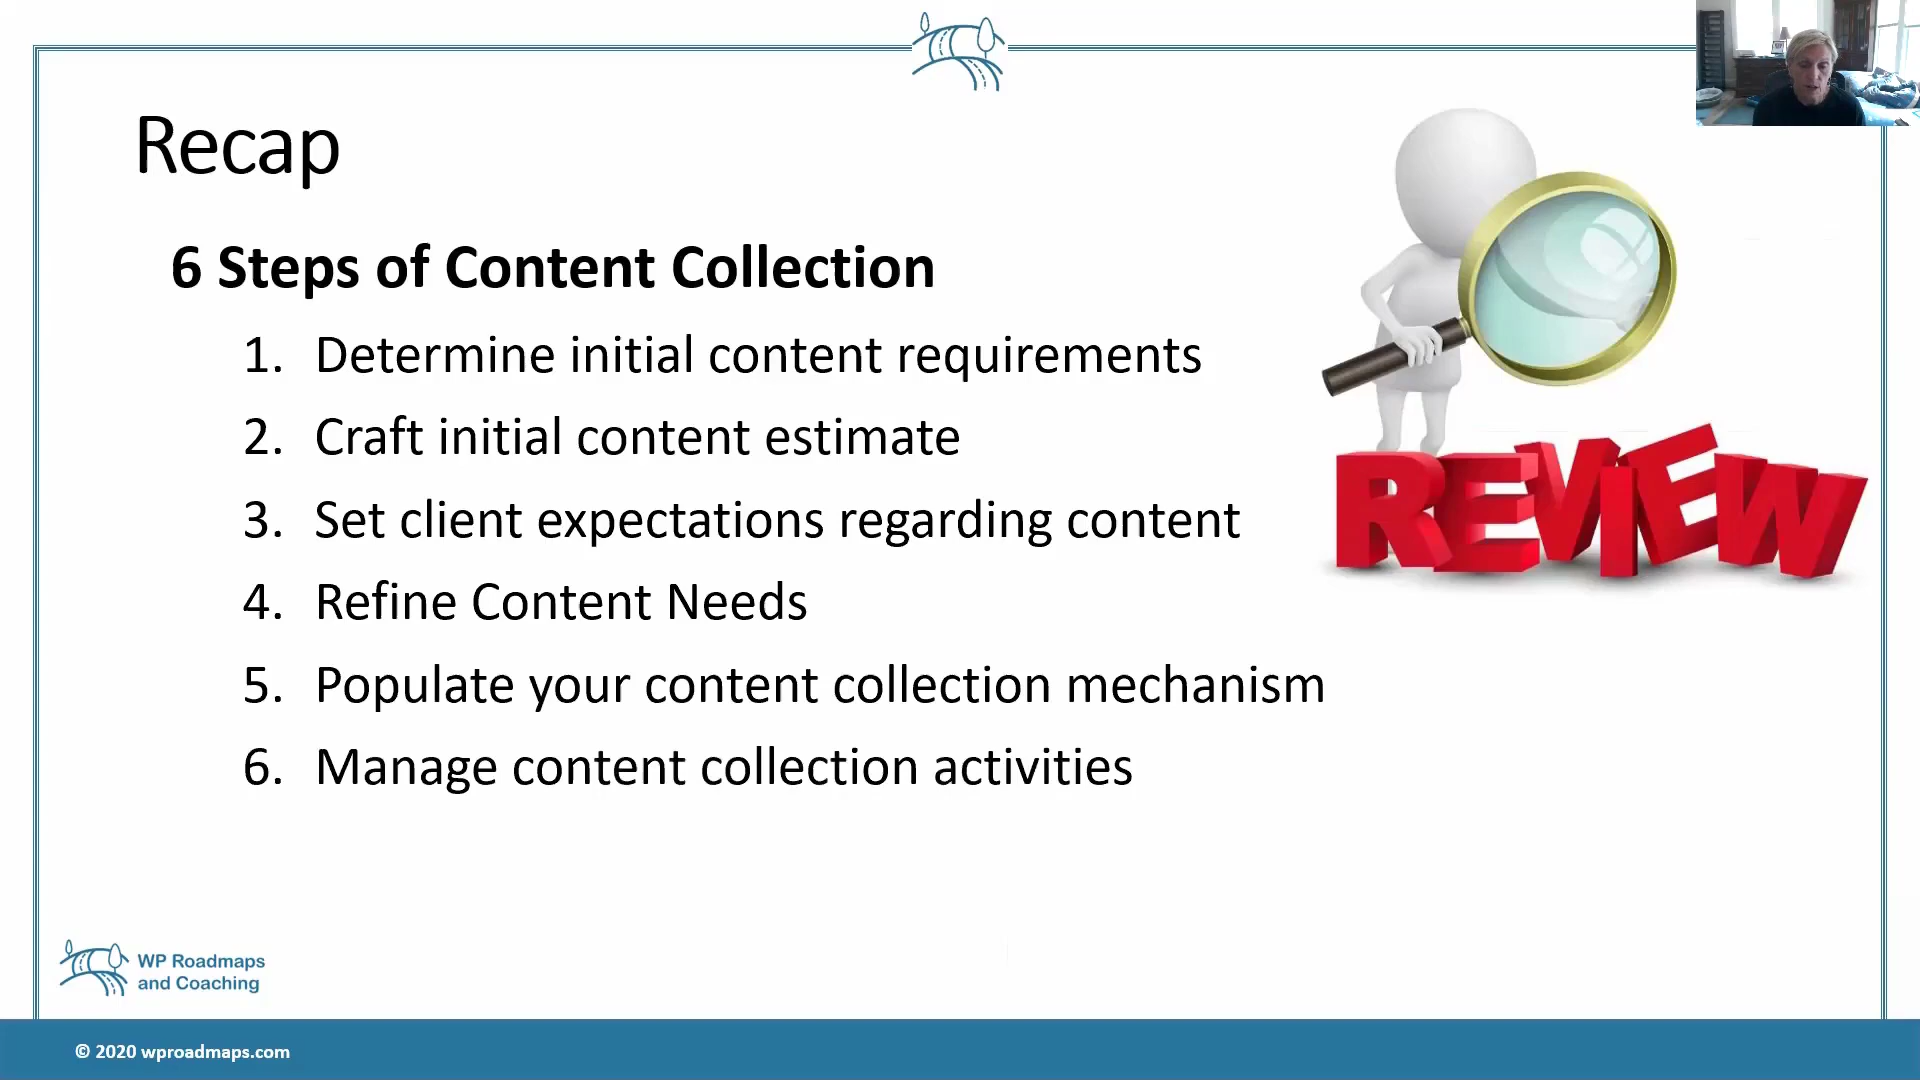 Recap
6 Steps of Content Collection
1. Determine initial content requirements
2. Craft initial content estimate
3. Set client expectations regarding content
4. Refine Content Needs
5. Populate your content collection mechanism
6. Manage content collection activities
REVIEW
WP Roadmaps
and Coaching
© 2020 wproadmaps.com